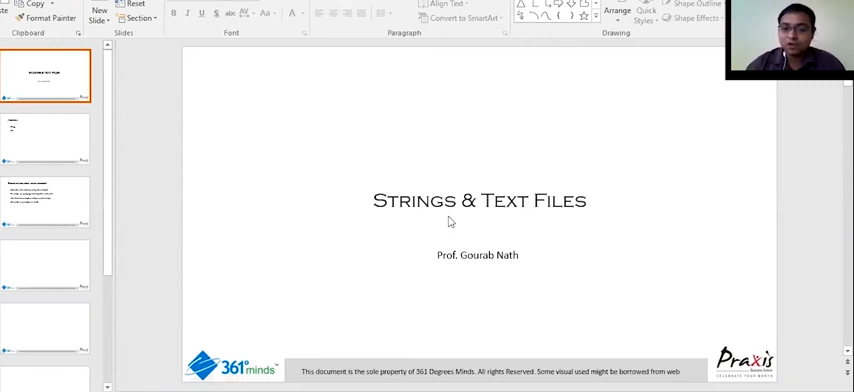 Copy
Format Painter
Clipboard
New
Slide
Reset
Section
Slides
B I U S abc AV Aa A
Font
Align Text
Convert to SmartArt
Paragraph
Arrange
Quick
Styles
Shape Outline
Shape Effects
Drawing
STRINGS & TEXT FILES
Prof. Gourab Nath
361° minds
This document is the sole property of 361 Degrees Minds. All rights Reserved. Some visual used might be borrowed from web
Praxis
Business School
CELEBRATE YOUR WORTH